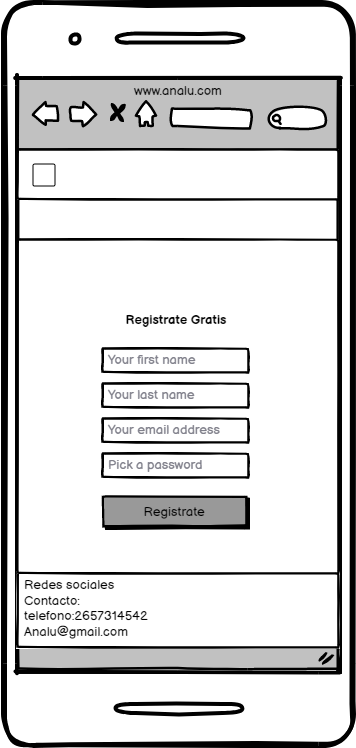 www.analu.com
Registrate Gratis
Your first name
Your last name
Your email address
Pick a password
Registrate
Redes sociales
Contacto:
telefono:2657314542
Analu@gmail.com